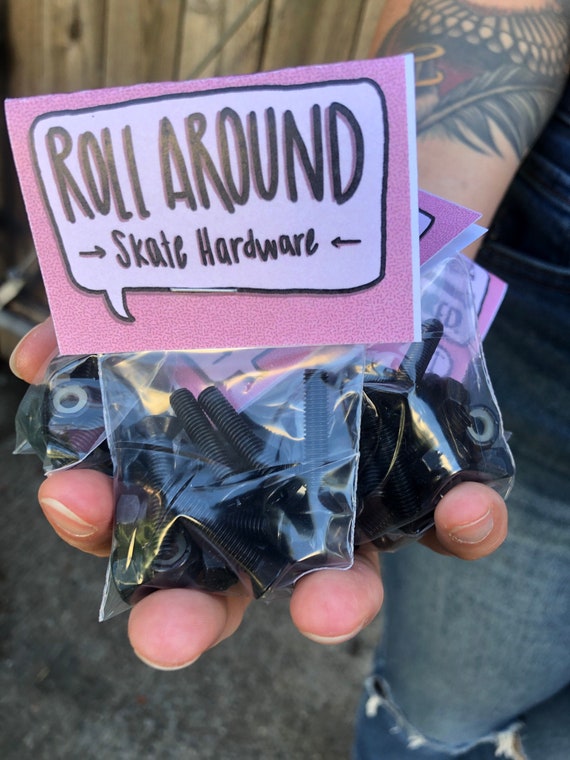 ROLL AROUND
→ Skate Hardware ←